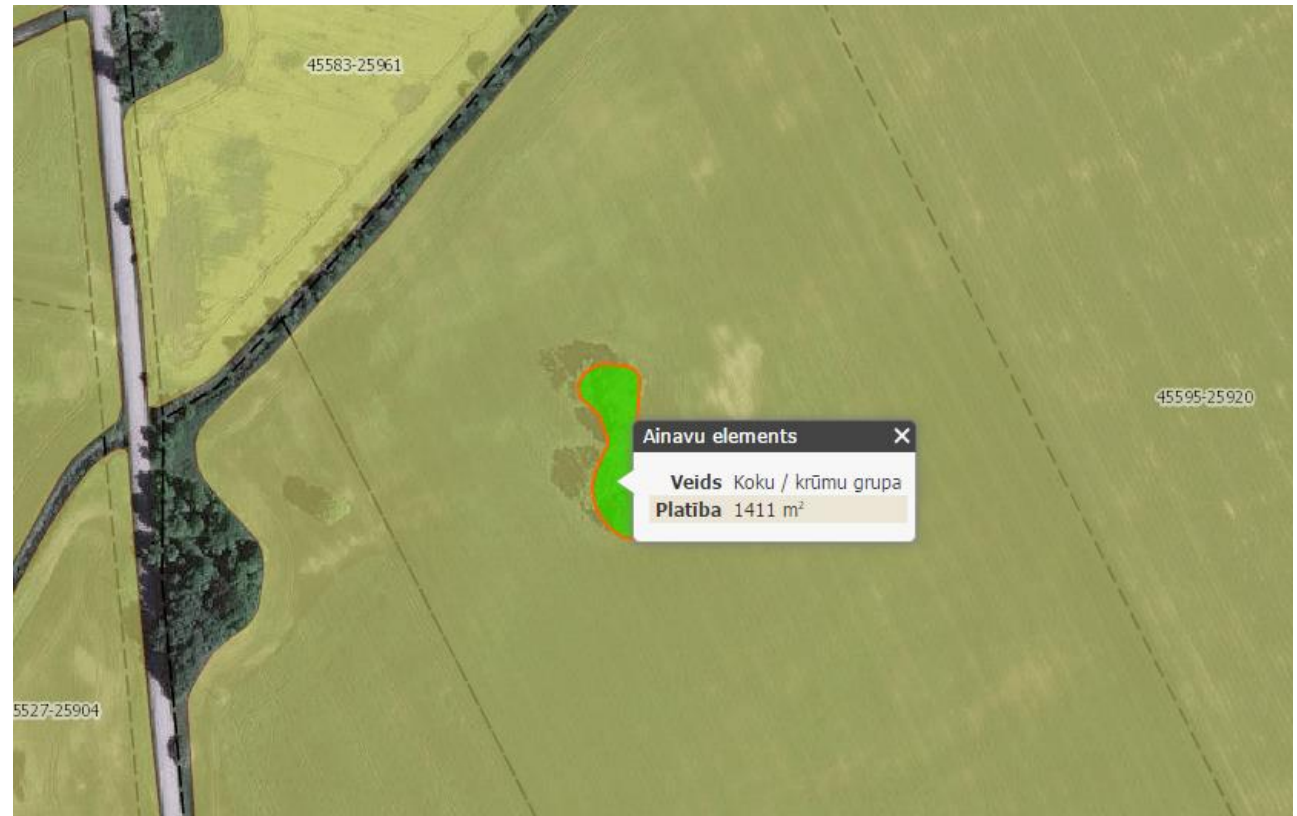 45583-25961
45595-25920
Ainavu elements
Veids Koku / krūmu grupa
Platība 1411 m²
5527-25904